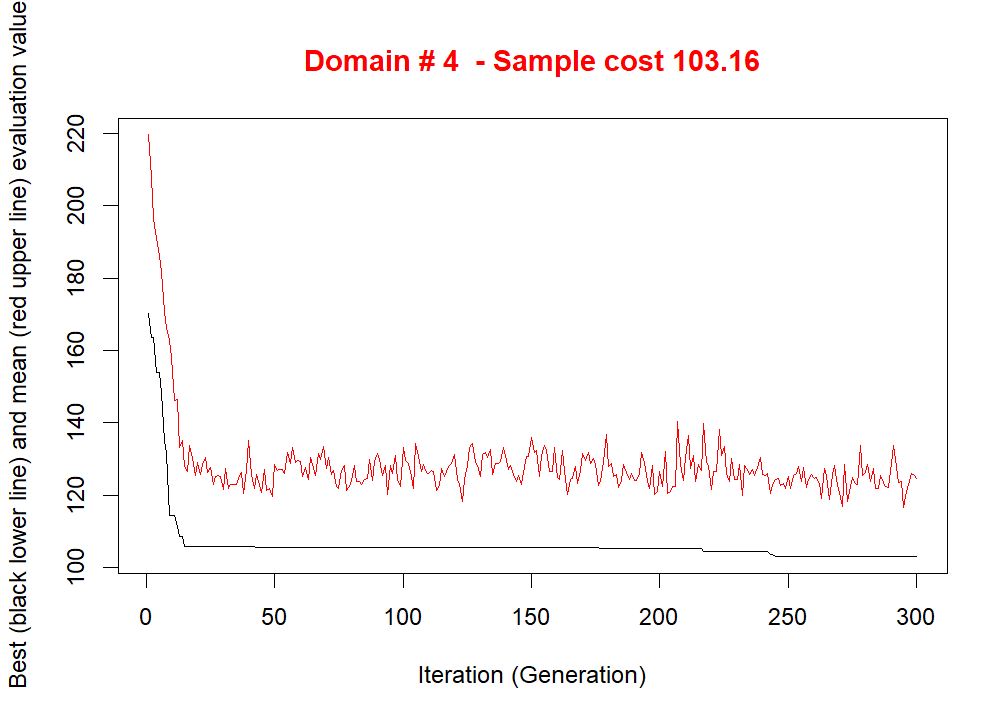 Domain # 4  - Sample cost 103.16
Best (black lower line) and mean (red upper line) evaluation value
220
200
180
160
140
120
100
0 50 100 150 200 250 300
Iteration (Generation)